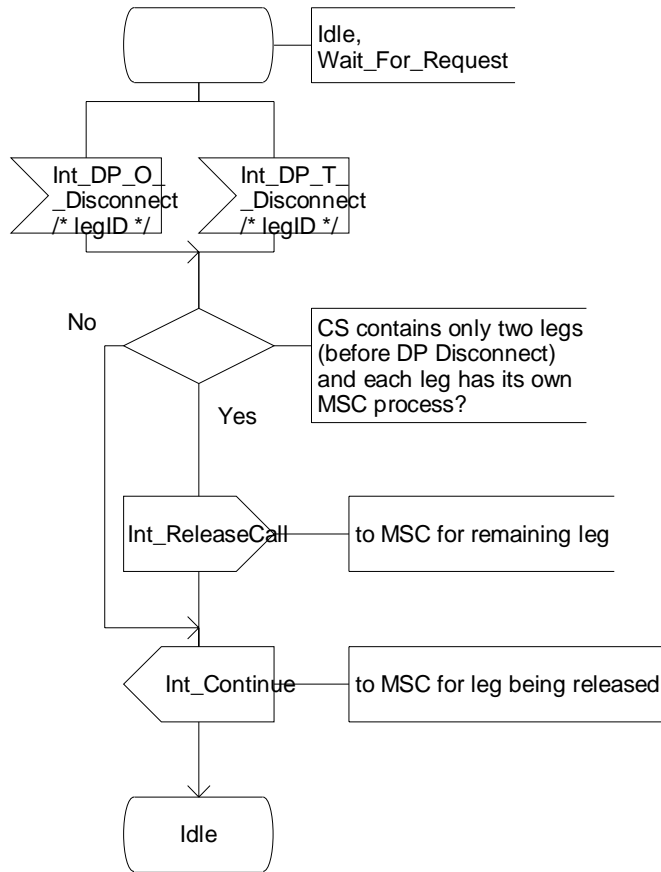 Idle,
Wait_For_Request
Int_DP_O_
_Disconnect
/* legID */
Int_DP_T_
_Disconnect
/* legID */
No
CS contains only two legs
(before DP Disconnect)
and each leg has its own
MSC process?
Yes
Int_ReleaseCall
to MSC for remaining leg
Int_Continue
to MSC for leg being released
Idle